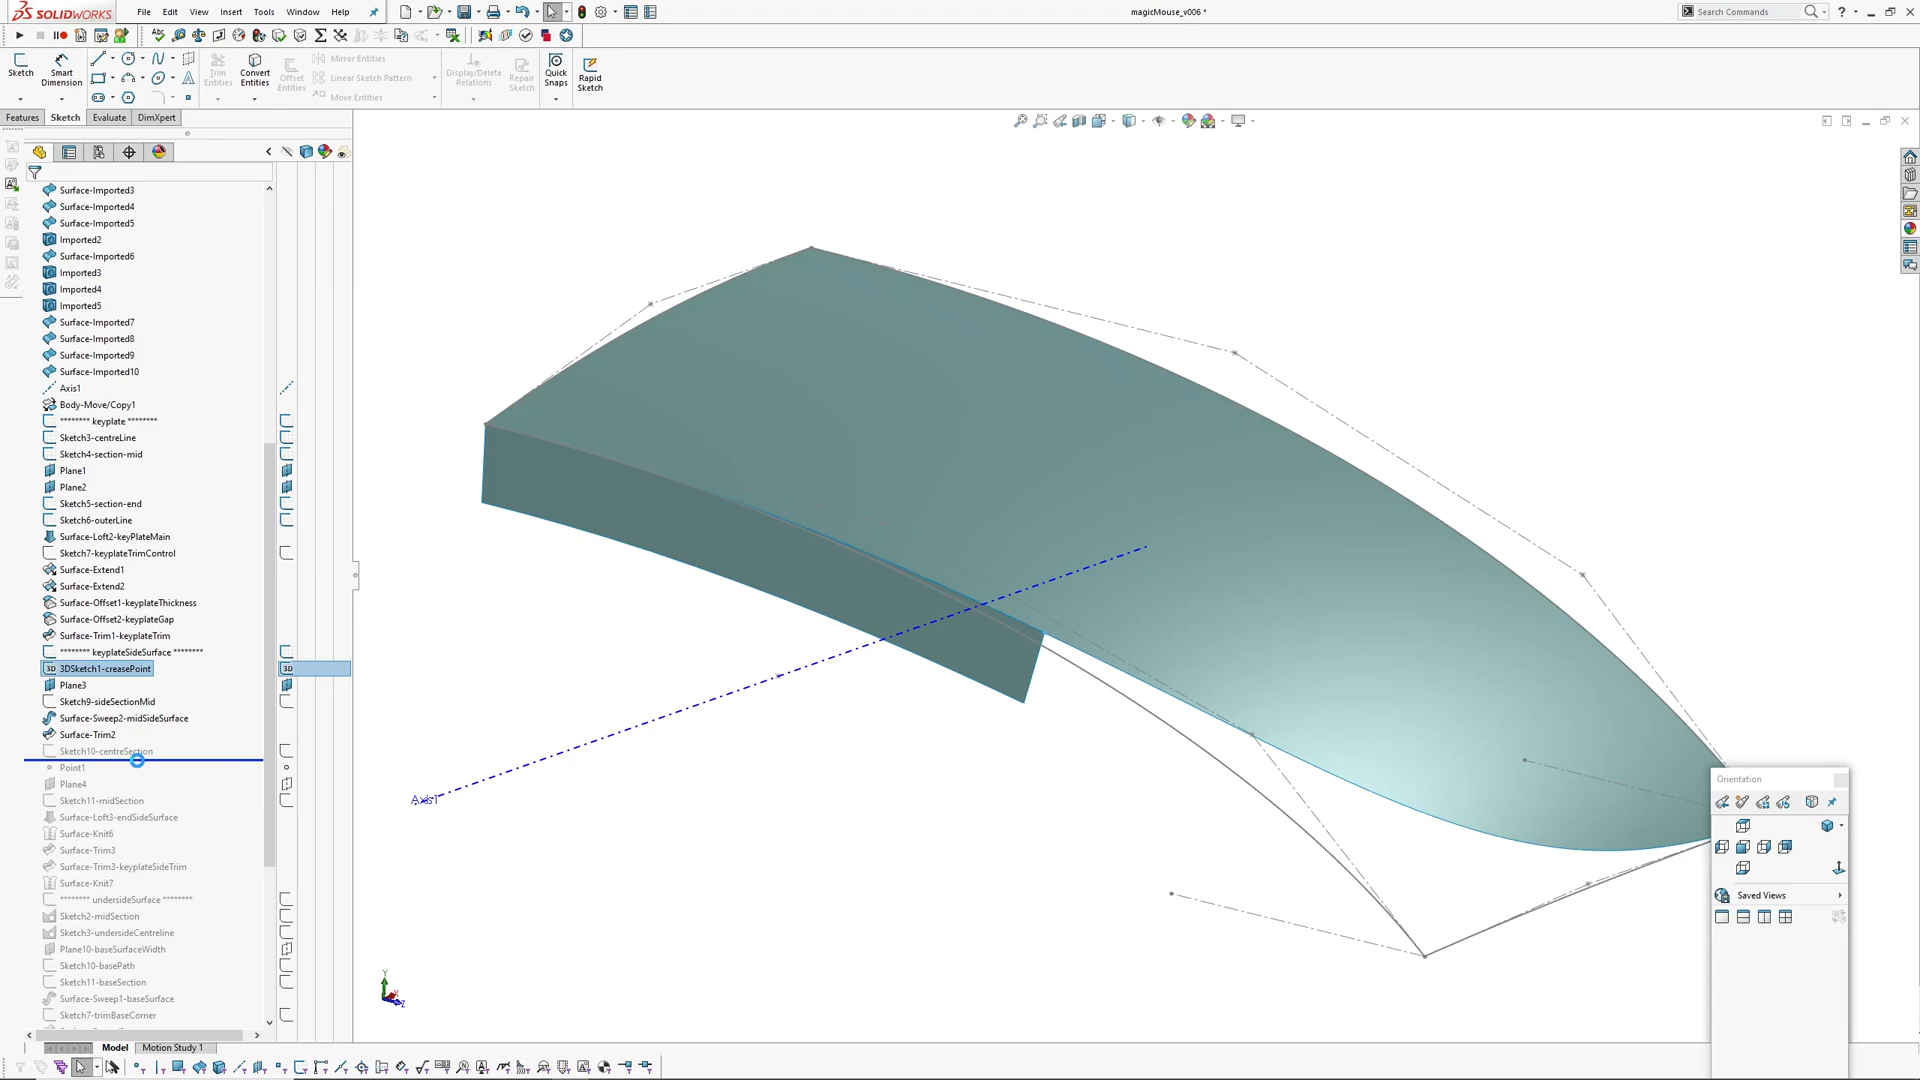 SOLIDWORKS
File Edit View Insert Tools Window Help
magicMouse_v006 *
Search Commands
Sketch
Smart Dimension
Trim Entities
Convert Entities
Offset Entities
Mirror Entities
Linear Sketch Pattern
Move Entities
Display/Delete Relations
Repair Sketch
Quick Snaps
Rapid Sketch
Features Sketch Evaluate DimXpert
Surface-Imported3
Surface-Imported4
Surface-Imported5
Imported2
Surface-Imported6
Imported3
Imported4
Imported5
Surface-Imported7
Surface-Imported8
Surface-Imported9
Surface-Imported10
Axis1
Body-Move/Copy1
******** keyplate ********
Sketch3-centreLine
Sketch4-section-mid
Plane1
Plane2
Sketch5-section-end
Sketch6-outerLine
Surface-Loft2-keyPlateMain
Sketch7-keyplateTrimControl
Surface-Extend1
Surface-Extend2
Surface-Offset1-keyplateThickness
Surface-Offset2-keyplateGap
Surface-Trim1-keyplateTrim
******** keyplateSideSurface ********
3D 3DSketch1-creasePoint 3D
Plane3
Sketch9-sideSectionMid
Surface-Sweep2-midSideSurface
Surface-Trim2
Sketch10-centreSection
Point1
Plane4
Sketch11-midSection
Surface-Loft3-endSideSurface
Surface-Knit6
Surface-Trim3
Surface-Trim3-keyplateSideTrim
Surface-Knit7
******** undersideSurface ********
Sketch2-midSection
Sketch3-undersideCentreline
Plane10-baseSurfaceWidth
Sketch10-basePath
Sketch11-baseSection
Surface-Sweep1-baseSurface
Sketch7-trimBaseCorner
Axis1
Y
X
Z
Orientation
Saved Views
Model Motion Study 1